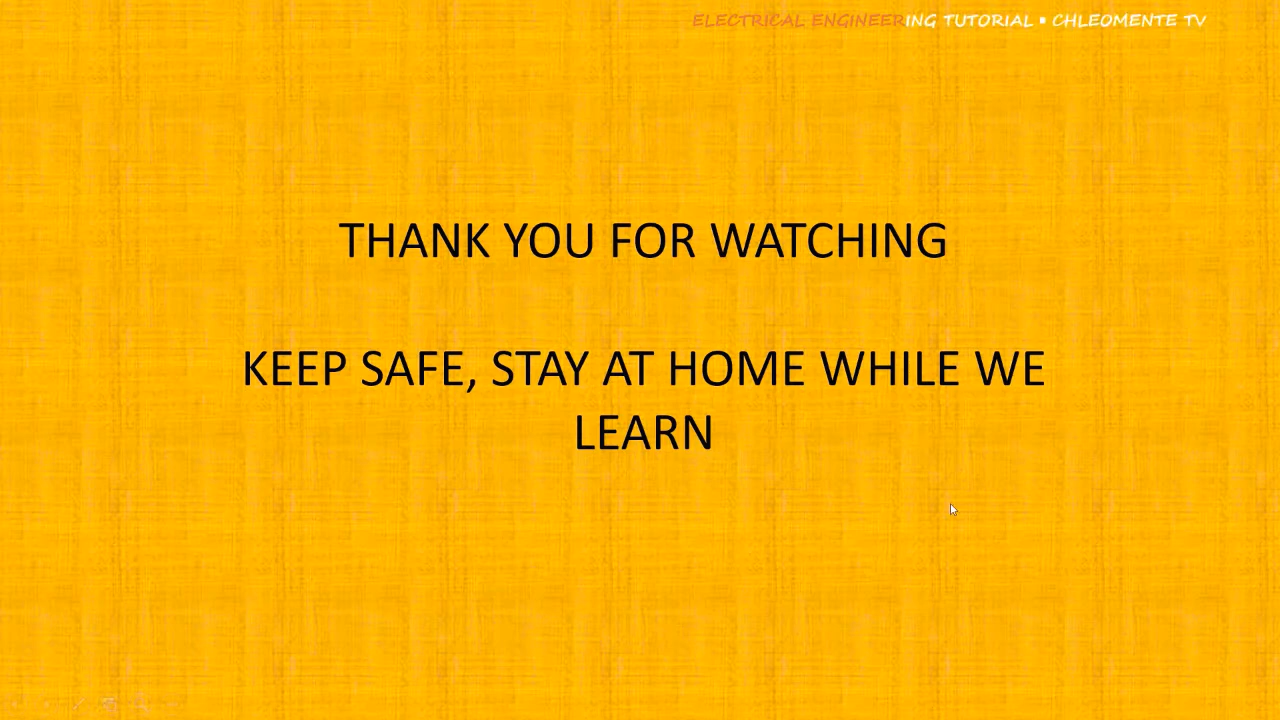 ELECTRICAL ENGINEERING TUTORIAL ▪ CHLEOMENTE TV
THANK YOU FOR WATCHING
KEEP SAFE, STAY AT HOME WHILE WE
LEARN